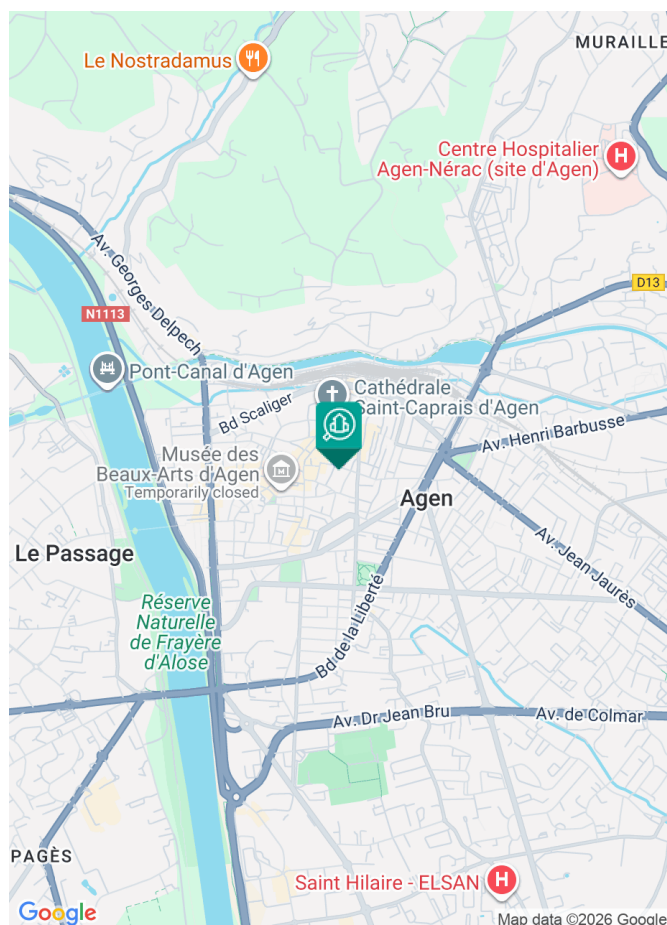 MURAILLE
Le Nostradamus
Centre Hospitalier
Agen-Nérac (site d'Agen)
H
Av. Georges Delpech
D13
N1113
Pont-Canal d'Agen
Bd Scaliger
Cathédrale
Saint-Caprais d'Agen
Av. Henri Barbusse
Musée des
Beaux-Arts d'Agen
Temporarily closed
Agen
Le Passage
Av. Jean Jaurès
Réserve
Naturelle
de Frayère
d'Alose
Bd de la Liberté
Av. Dr Jean Bru
Av. de Colmar
PAGÈS
Saint Hilaire - ELSAN
H
Google
Map data ©2026 Google